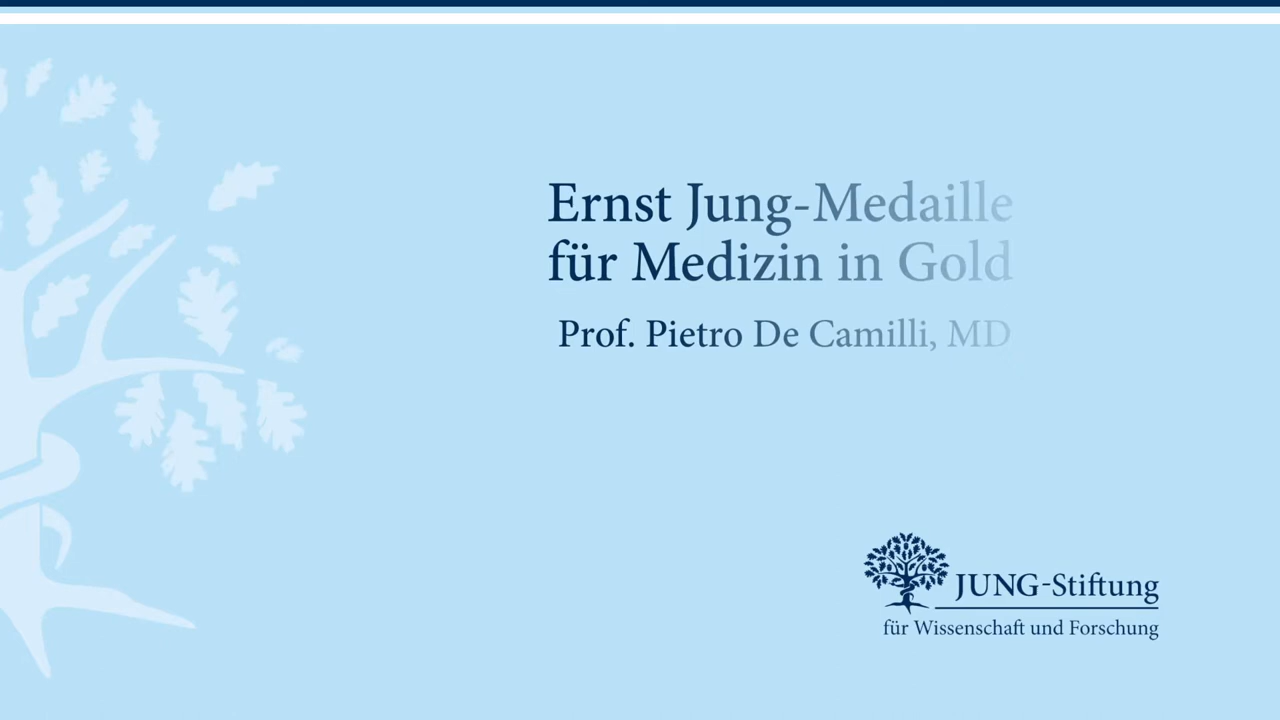 Ernst Jung-Medaille
für Medizin in Gold
Prof. Pietro De Camilli, MD
JUNG-Stiftung
für Wissenschaft und Forschung